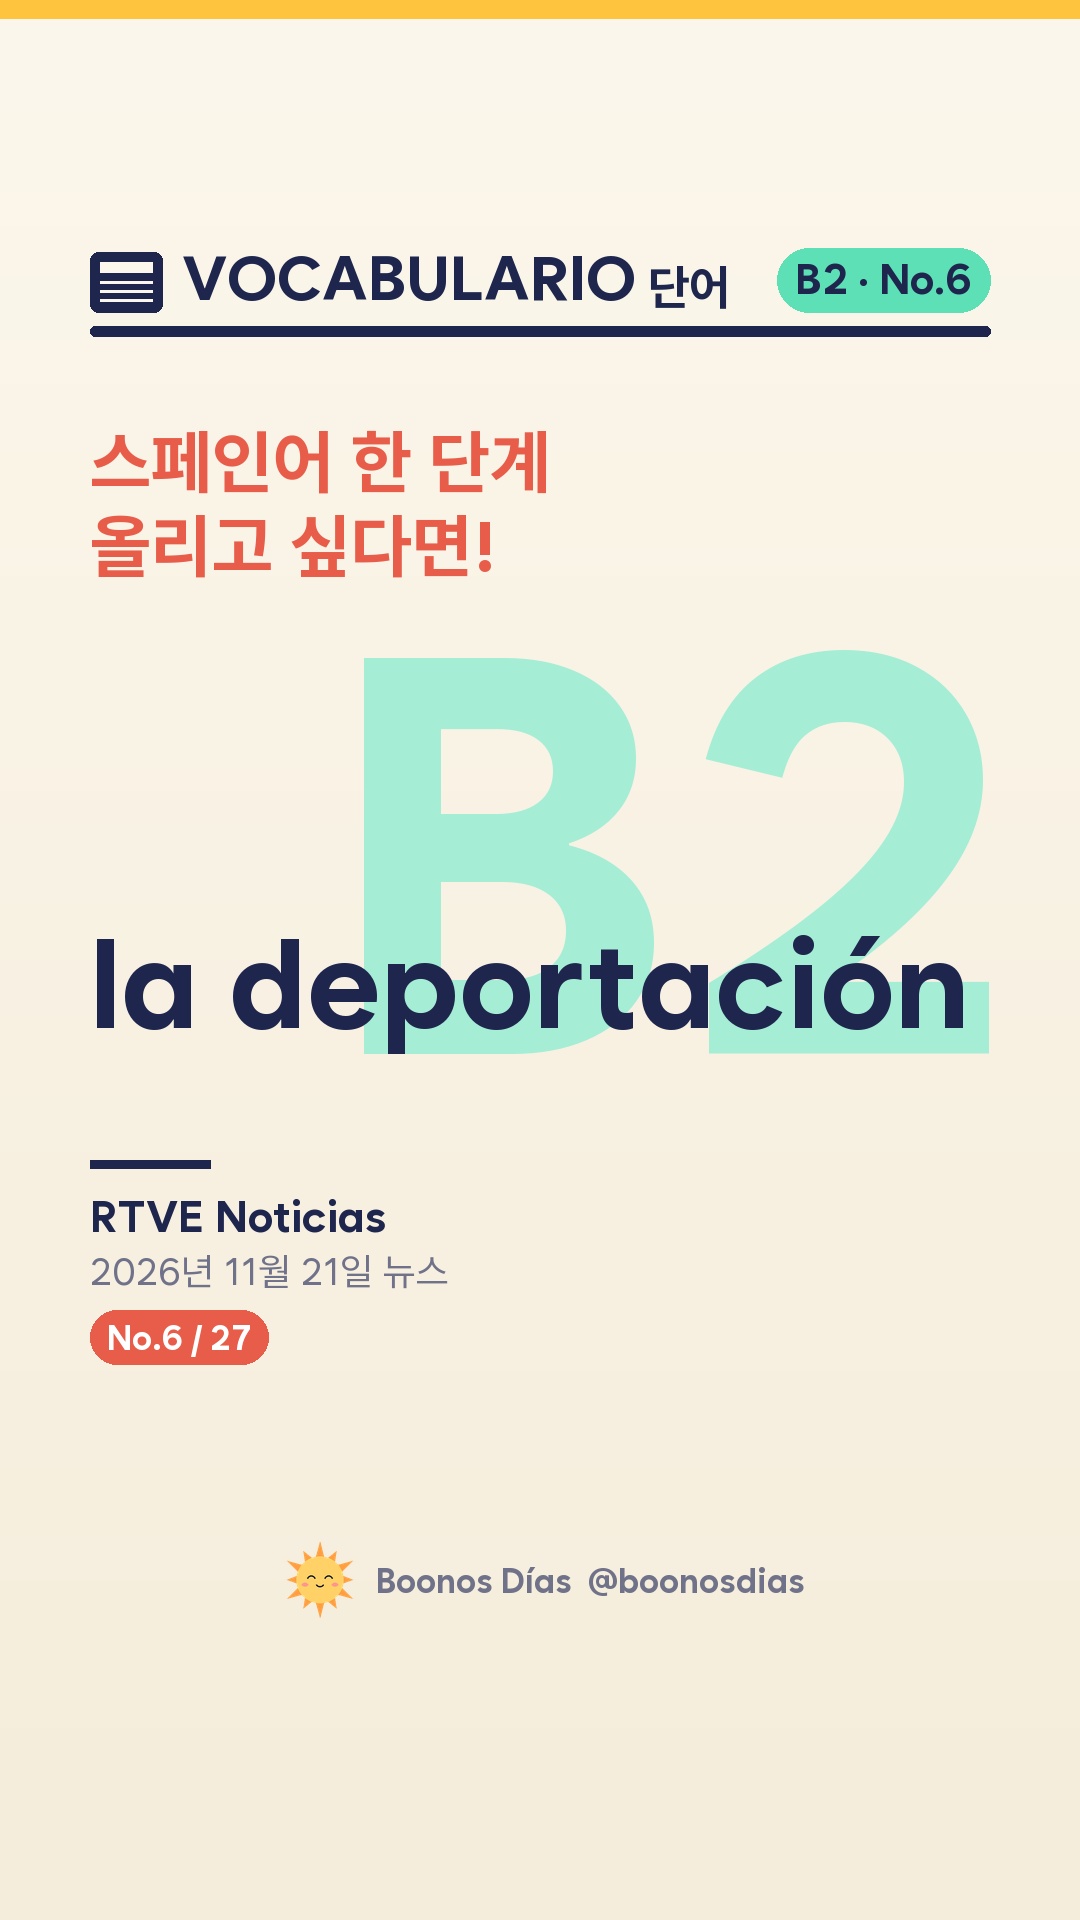 VOCABULARIO 단어
B2 · No.6
스페인어 한 단계
올리고 싶다면!
B2
la deportación
RTVE Noticias
2026년 11월 21일 뉴스
No.6 / 27
Boonos Días @boonosdias